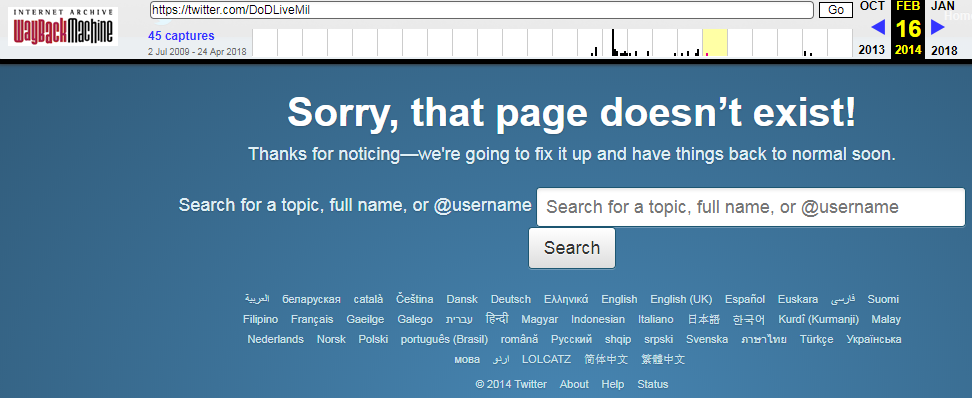 INTERNET ARCHIVE
WayBackMachine
https://twitter.com/DoDLiveMil
Go
45 captures
2 Jul 2009 - 24 Apr 2018
OCT FEB JAN
16
2013 2014 2018
Sorry, that page doesn’t exist!
Thanks for noticing—we're going to fix it up and have things back to normal soon.
Search for a topic, full name, or @username
Search for a topic, full name, or @username
Search
العربية беларуская català Čeština Dansk Deutsch Ελληνικά English English (UK) Español Euskara فارسی Suomi
Filipino Français Gaeilge Galego עברית हिन्दी Magyar Indonesian Italiano 日本語 한국어 Kurdî (Kurmanji) Malay
Nederlands Norsk Polski português (Brasil) română Русский shqip srpski Svenska ภาษาไทย Türkçe Українська
мова اردو LOLCATZ 简体中文 繁體中文
© 2014 Twitter About Help Status